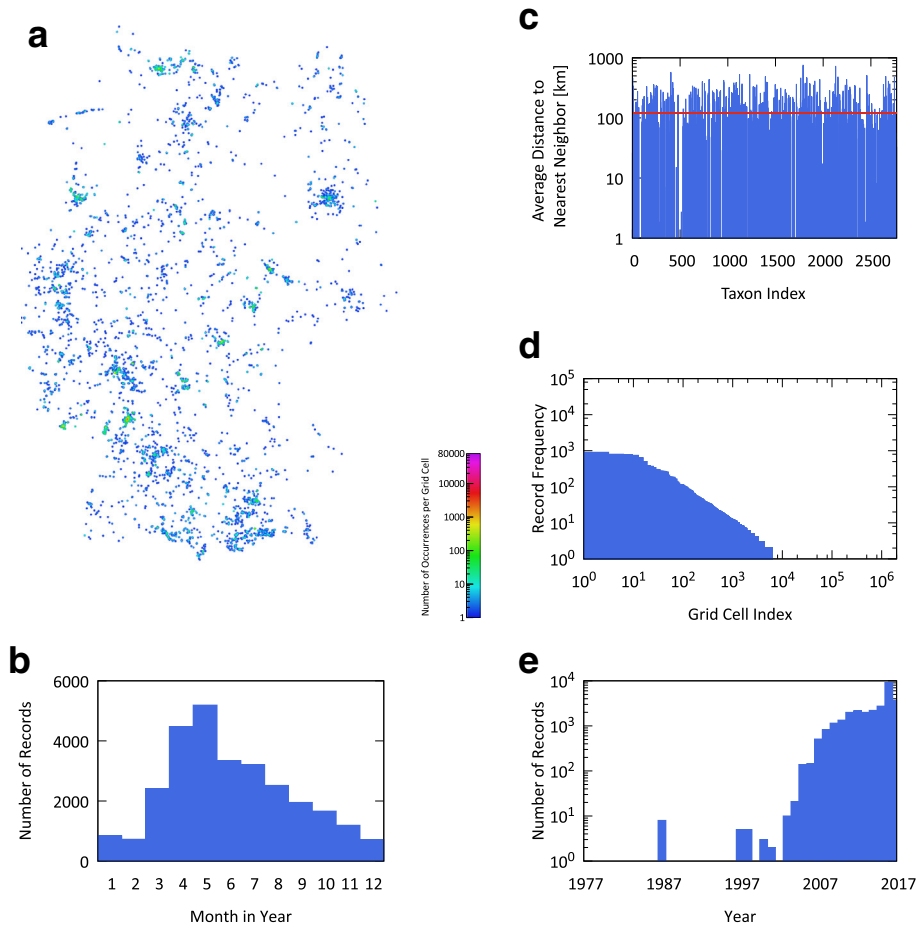 a
80000
10000
1000
100
10
1
Number of Occurrences per Grid Cell
b
6000
4000
2000
0
Number of Records
1 2 3 4 5 6 7 8 9 10 11 12
Month in Year
c
1000
100
10
1
Average Distance to
Nearest Neighbor [km]
0 500 1000 1500 2000 2500
Taxon Index
d
10^5
10^4
10^3
10^2
10^1
10^0
Record Frequency
10^0 10^1 10^2 10^3 10^4 10^5 10^6
Grid Cell Index
e
10^4
10^3
10^2
10^1
10^0
Number of Records
1977 1987 1997 2007 2017
Year